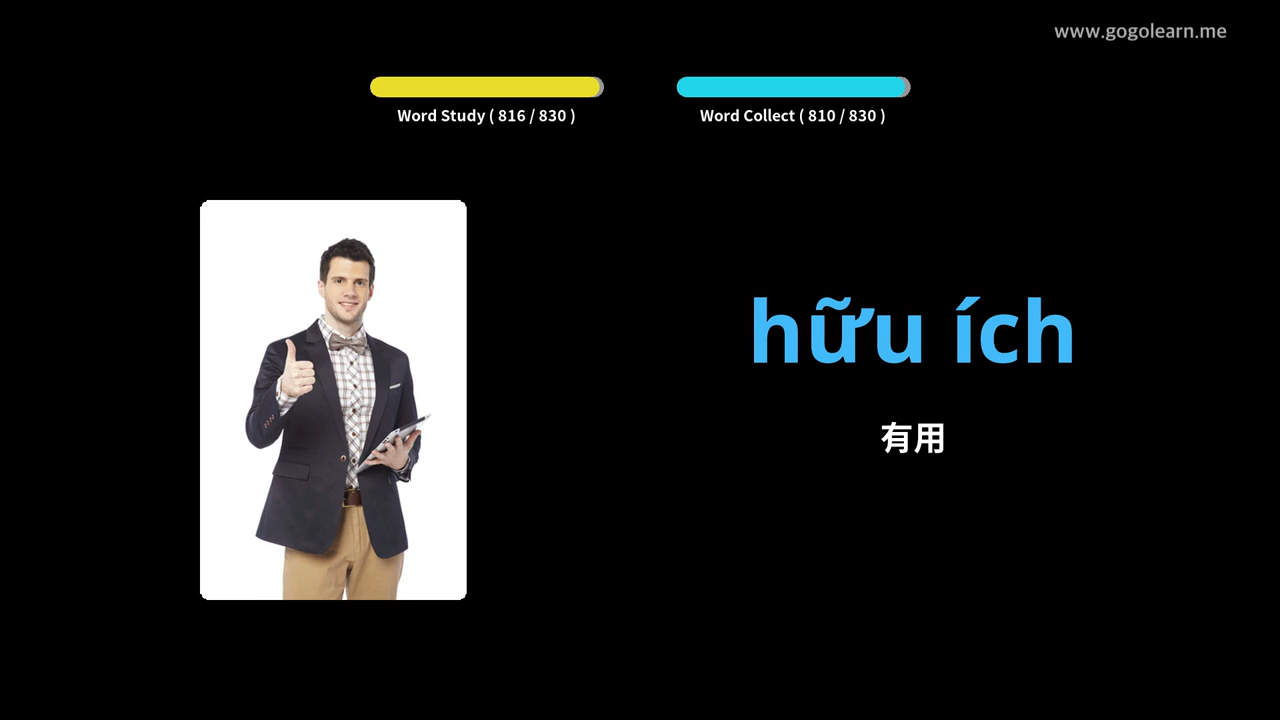 www.gogolearn.me
Word Study ( 816 / 830 )
Word Collect ( 810 / 830 )
hữu ích
有用